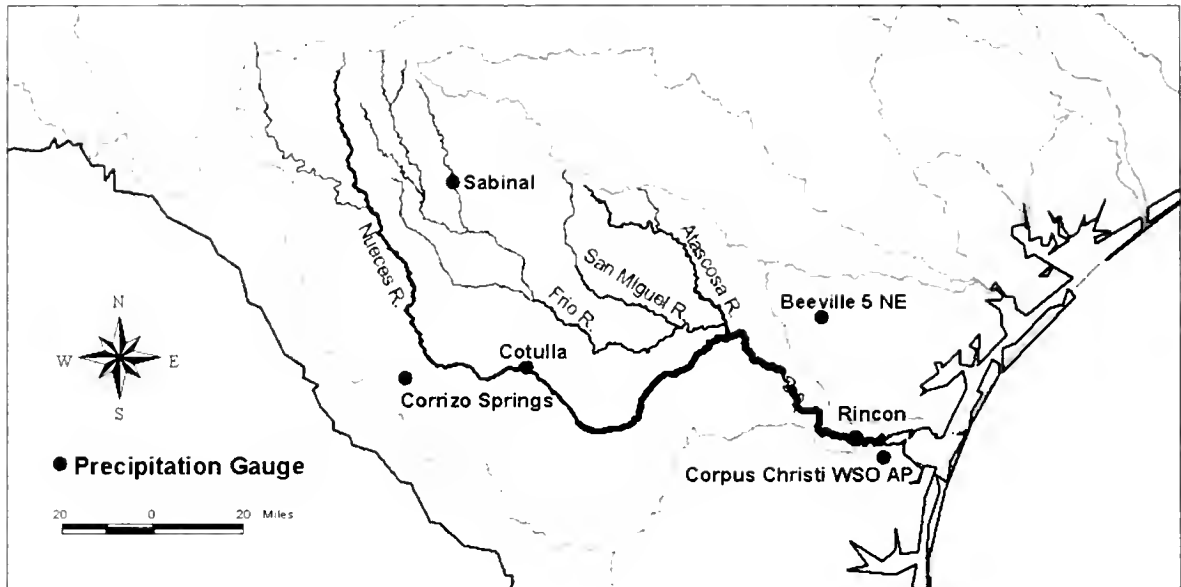 Sabinal
Nueces R.
San Miguel R.
Atascosa R.
Frio R.
Beeville 5 NE
N
W E
S
Cotulla
Corrizo Springs
Rincon
Corpus Christi WSO AP
Precipitation Gauge
20 0 20 Miles